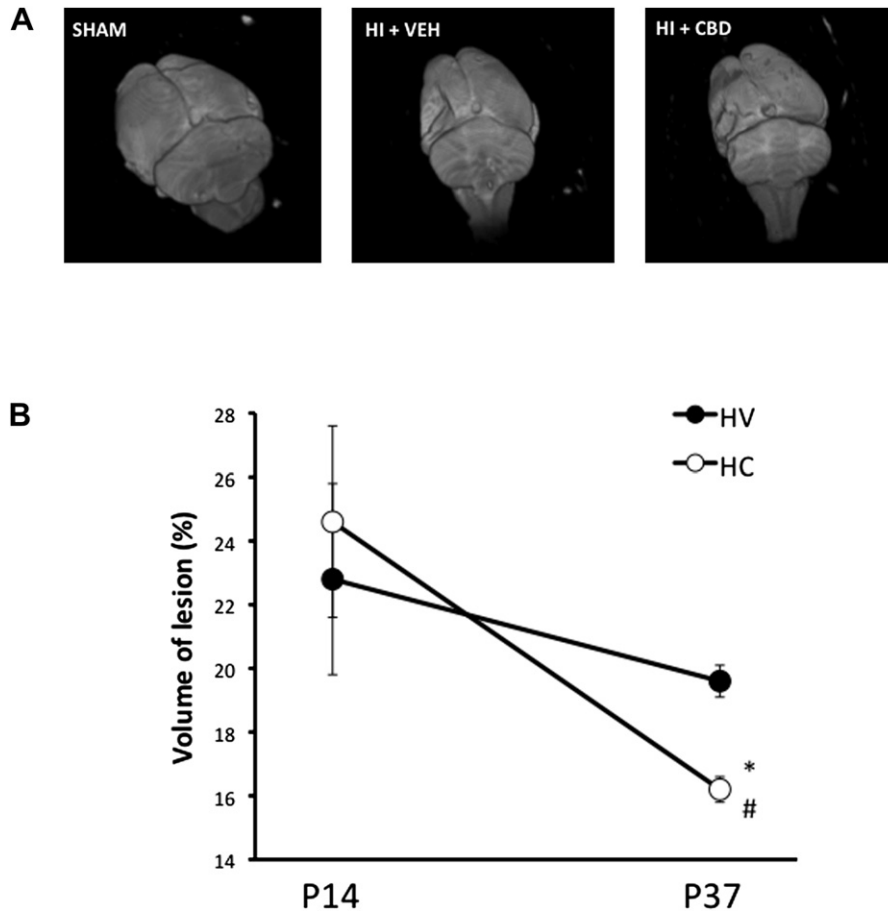 A
SHAM
HI + VEH
HI + CBD
B
28
26
24
22
20
18
16
14
Volume of lesion (%)
HV
HC
*
#
P14
P37